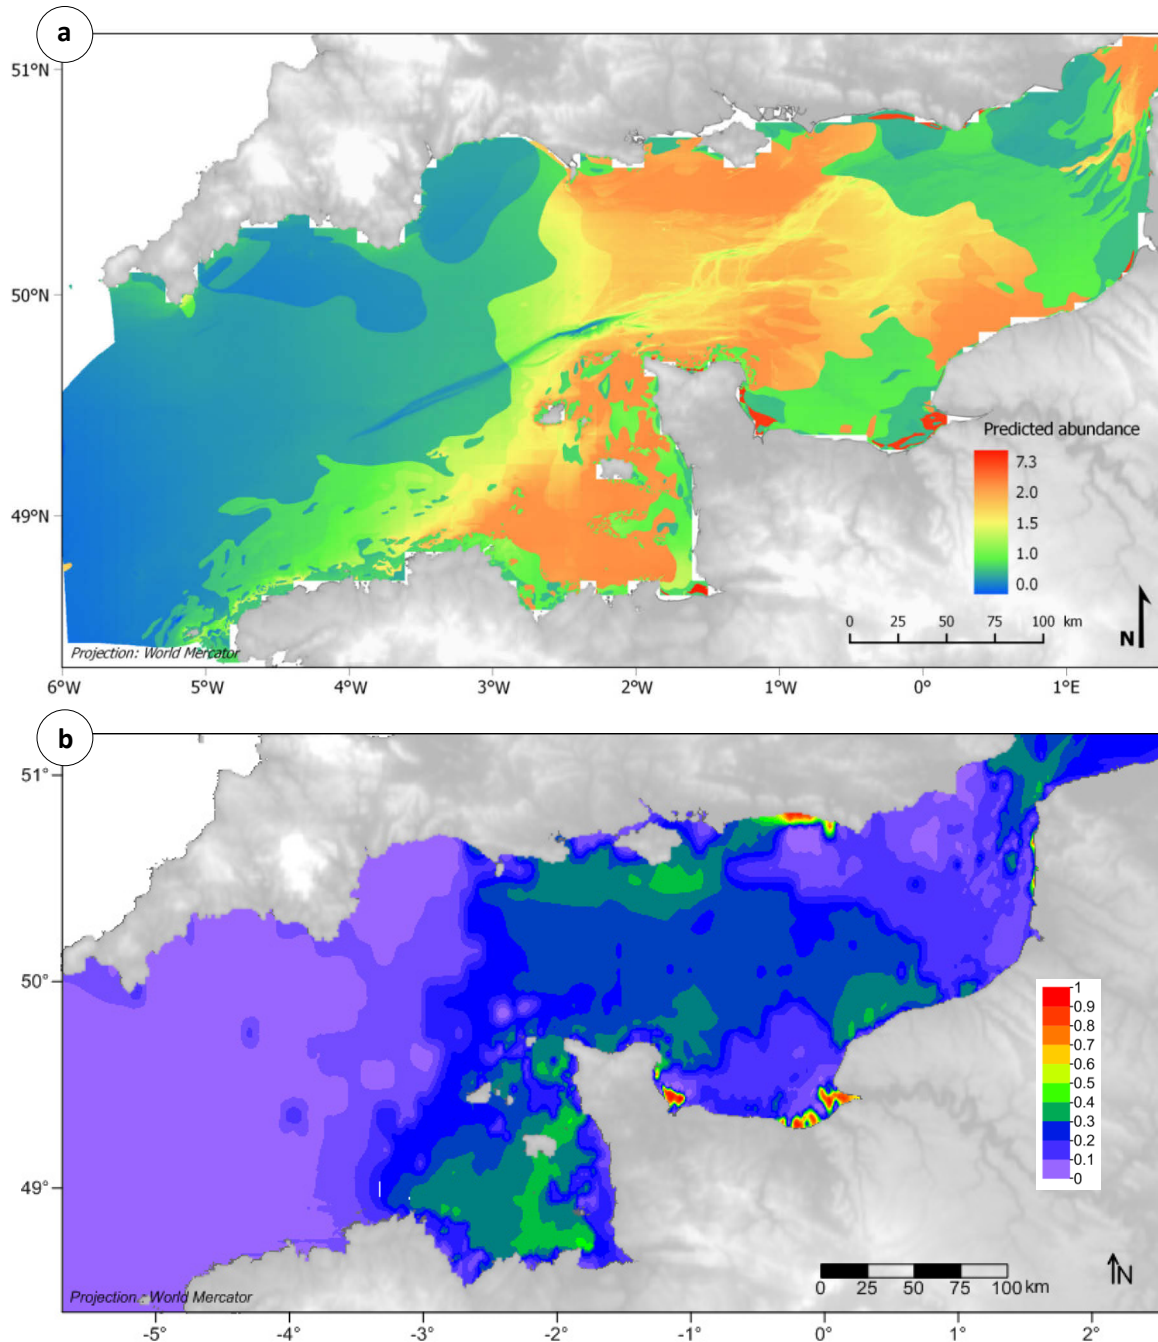 a
51°N
50°N
49°N
Predicted abundance
7.3
2.0
1.5
1.0
0.0
0 25 50 75 100 km
N
Projection: World Mercator
6°W 5°W 4°W 3°W 2°W 1°W 0° 1°E
b
51°
50°
49°
1
0.9
0.8
0.7
0.6
0.5
0.4
0.3
0.2
0.1
0
0 25 50 75 100 km
N
Projection : World Mercator
-5° -4° -3° -2° -1° 0° 1° 2°